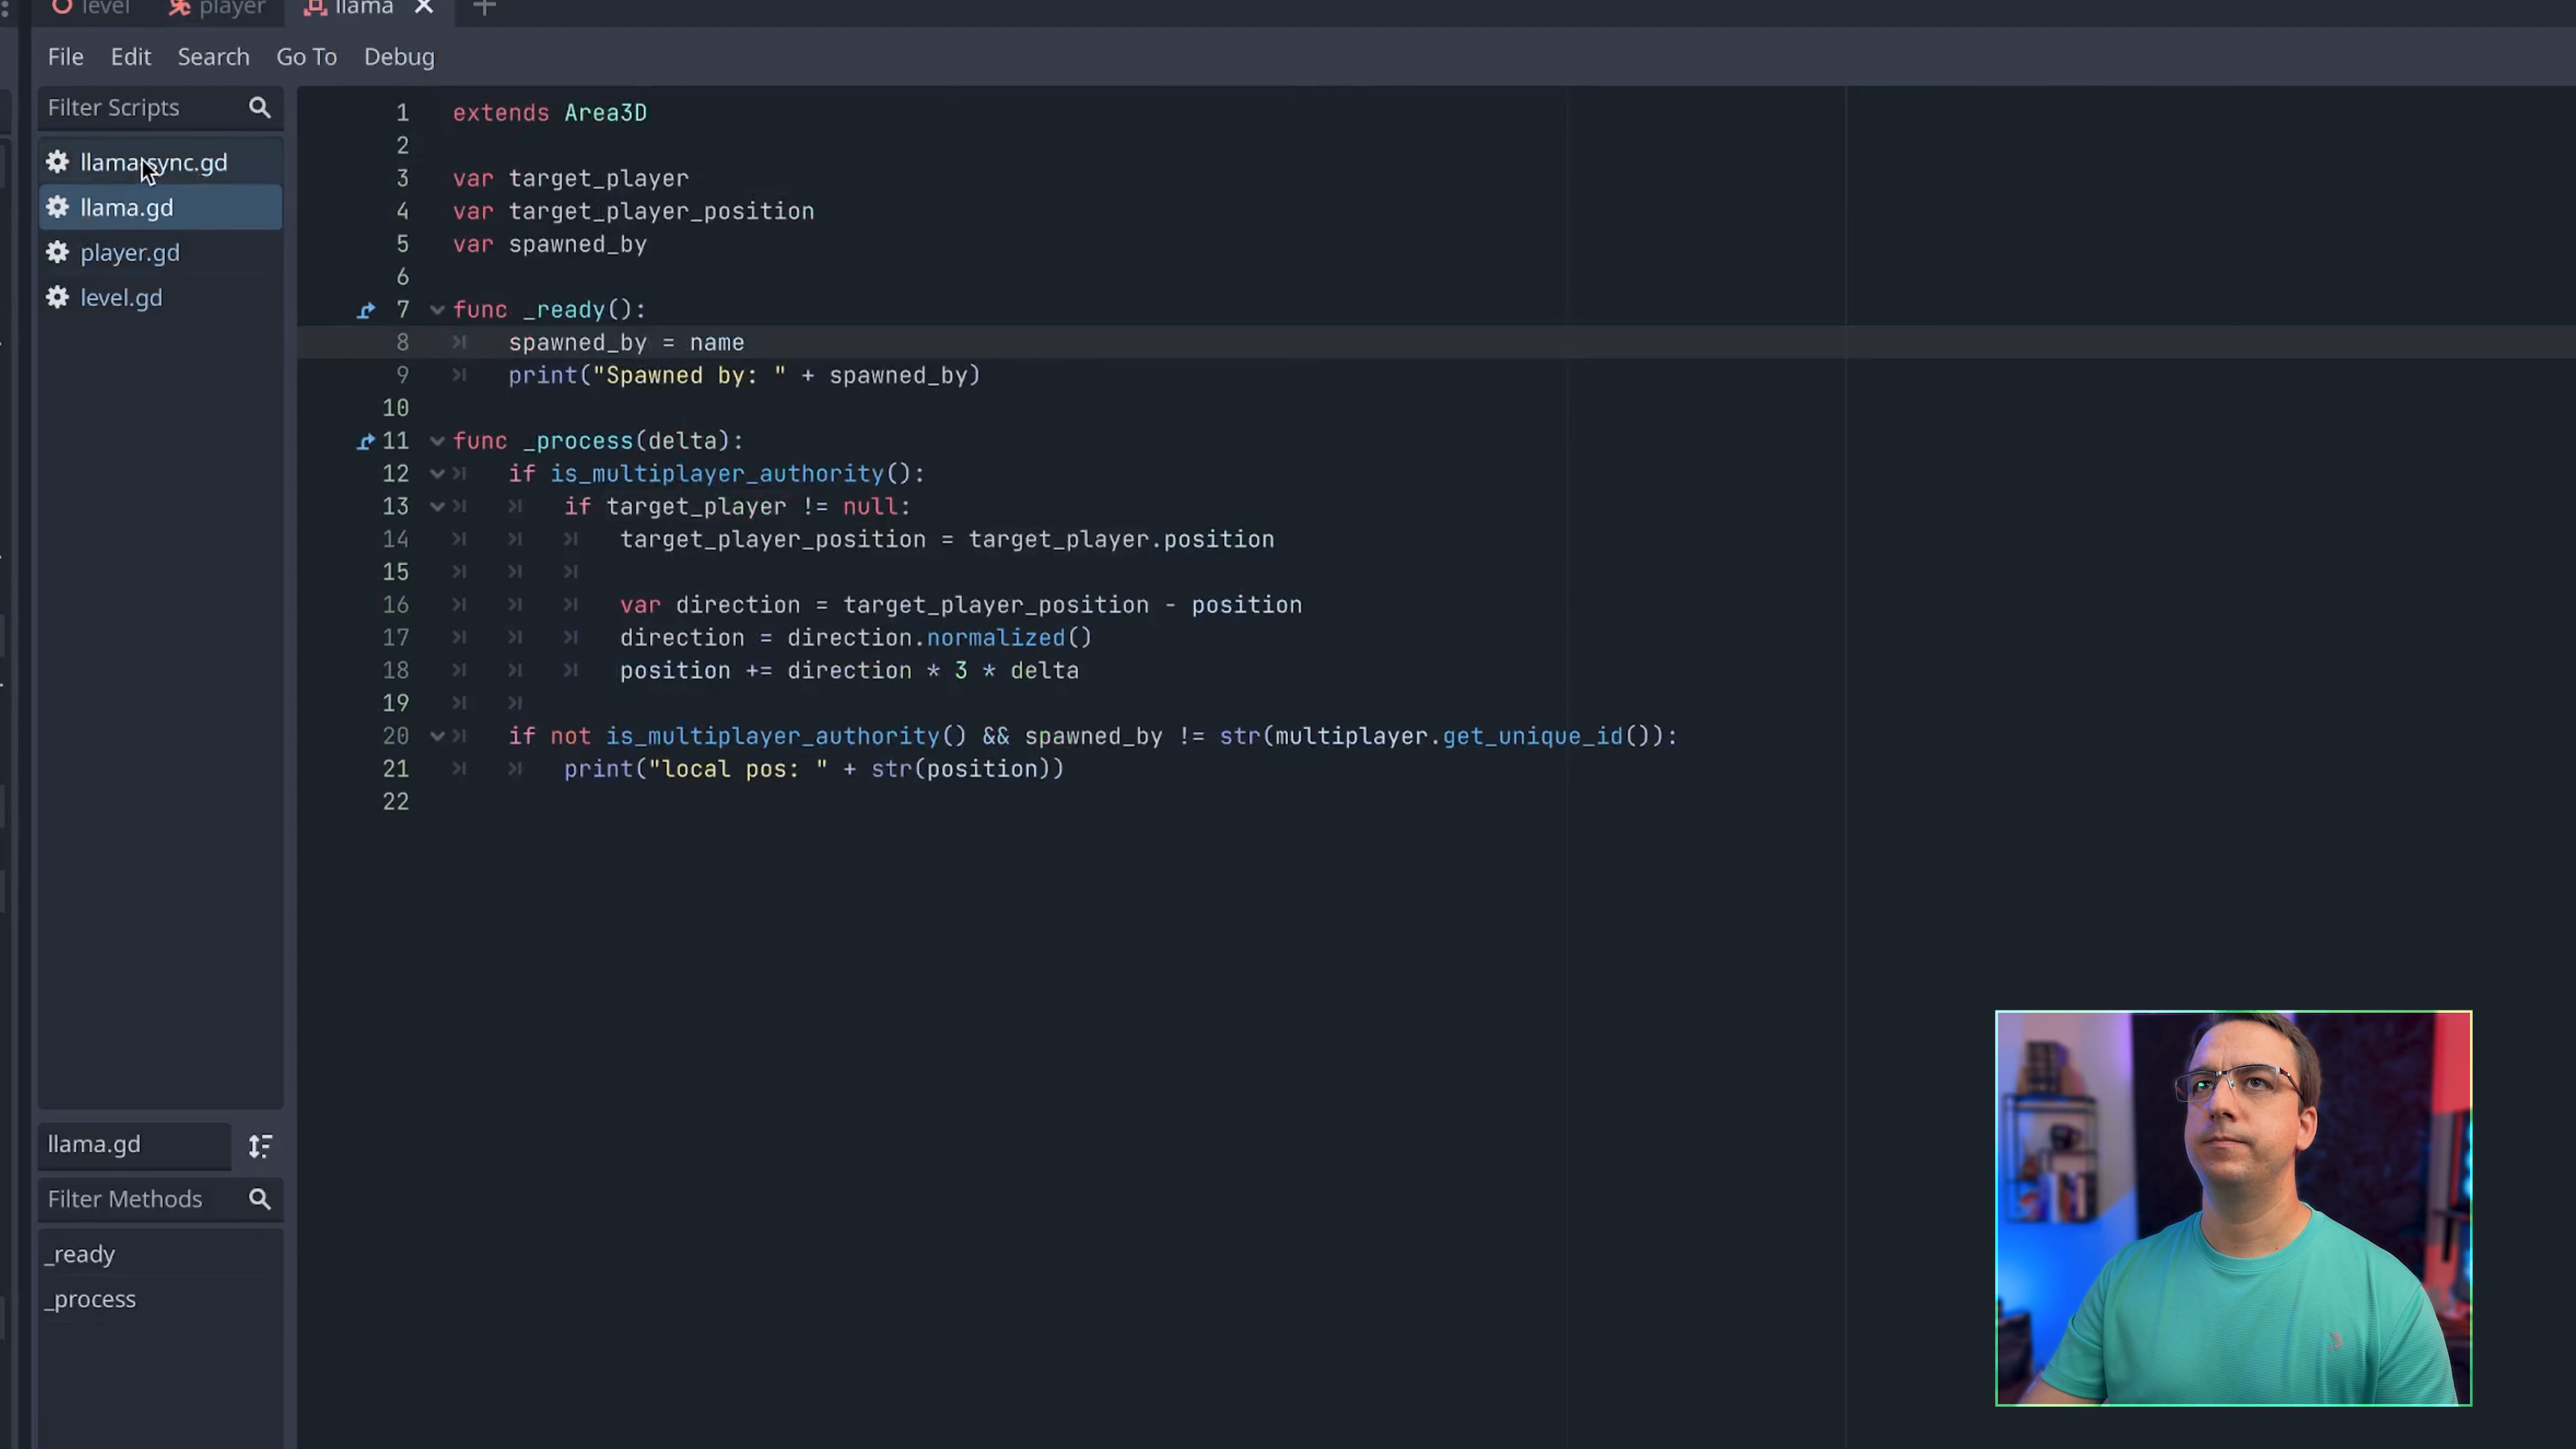 level player llama
File Edit Search Go To Debug
Filter Scripts
llama sync.gd
llama.gd
player.gd
level.gd
1 extends Area3D
2
3 var target_player
4 var target_player_position
5 var spawned_by
6
7 func _ready():
8 spawned_by = name
9 print("Spawned by: " + spawned_by)
10
11 func _process(delta):
12 if is_multiplayer_authority():
13 if target_player != null:
14 target_player_position = target_player.position
15
16 var direction = target_player_position - position
17 direction = direction.normalized()
18 position += direction * 3 * delta
19
20 if not is_multiplayer_authority() && spawned_by != str(multiplayer.get_unique_id()):
21 print("local pos: " + str(position))
22
llama.gd
Filter Methods
_ready
_process